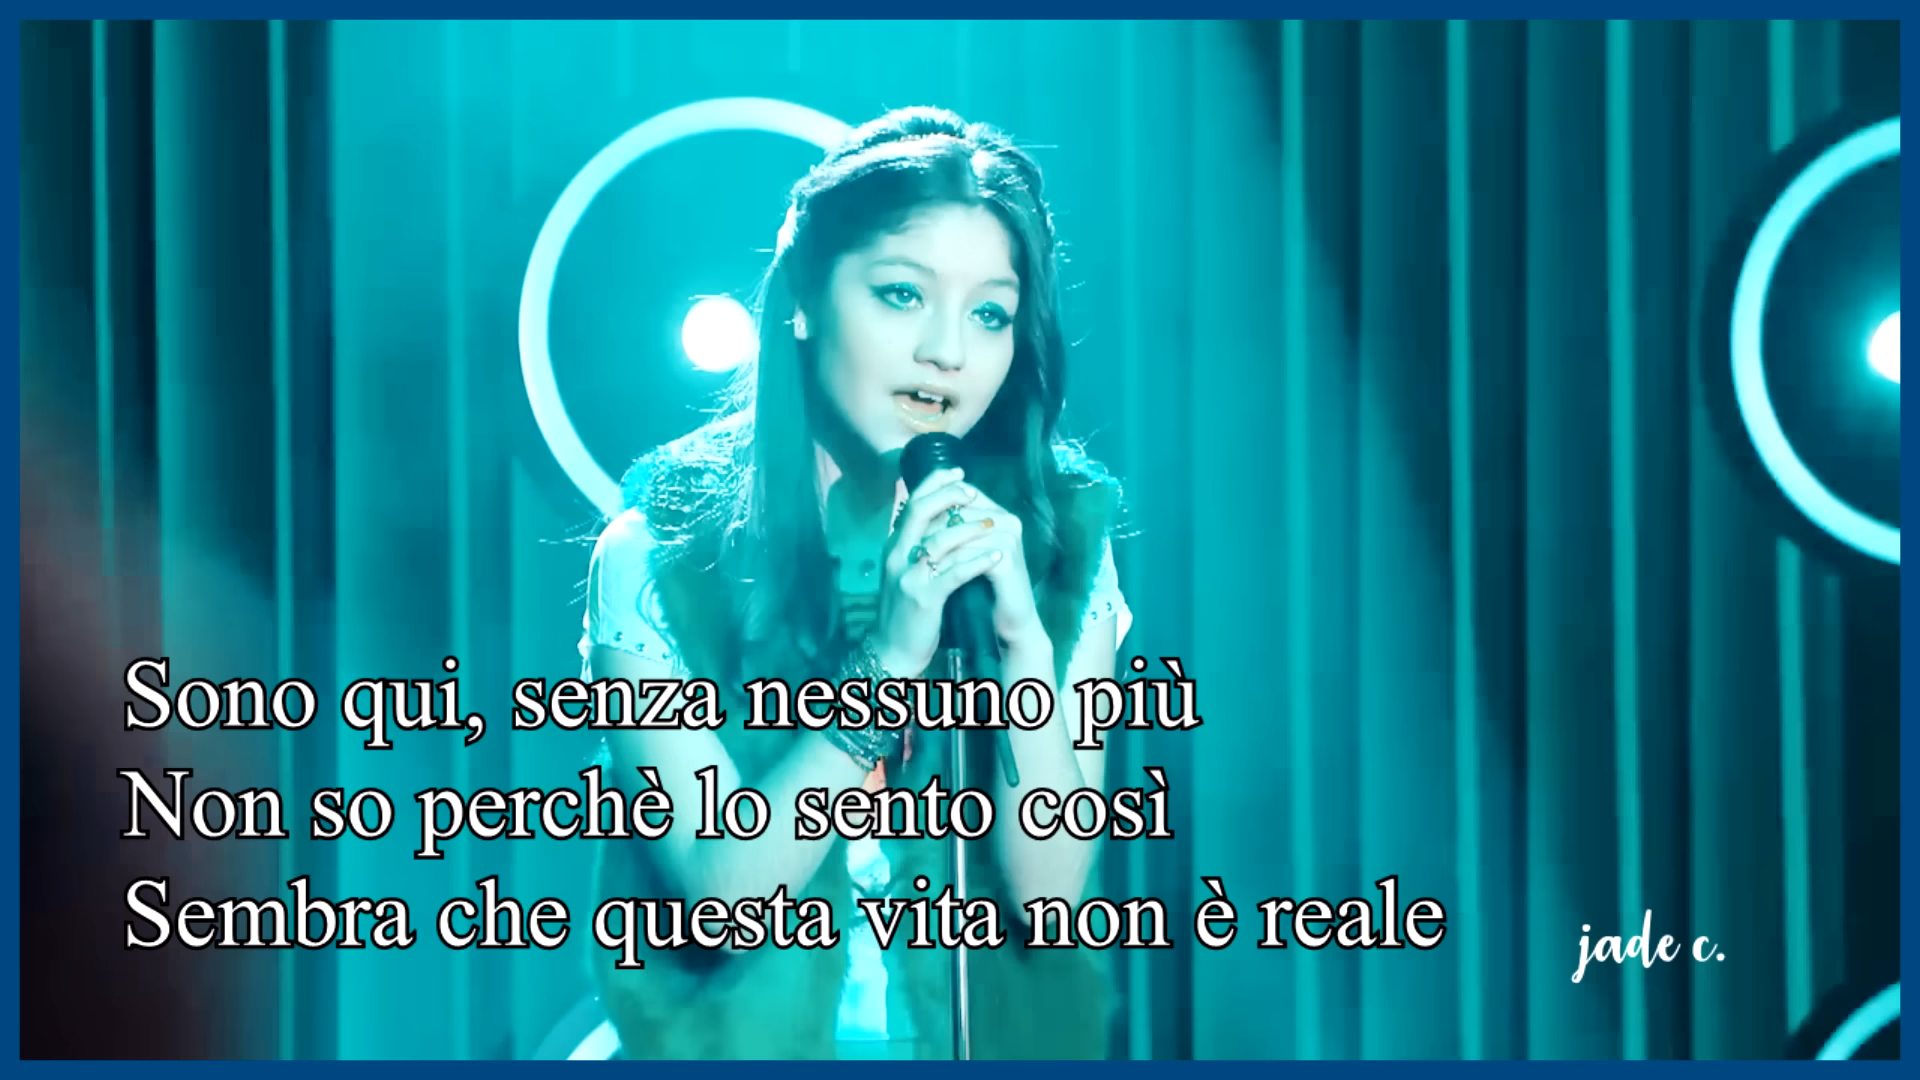 Sono qui, senza nessuno più
Non so perchè lo sento così
Sembra che questa vita non è reale
jade c.